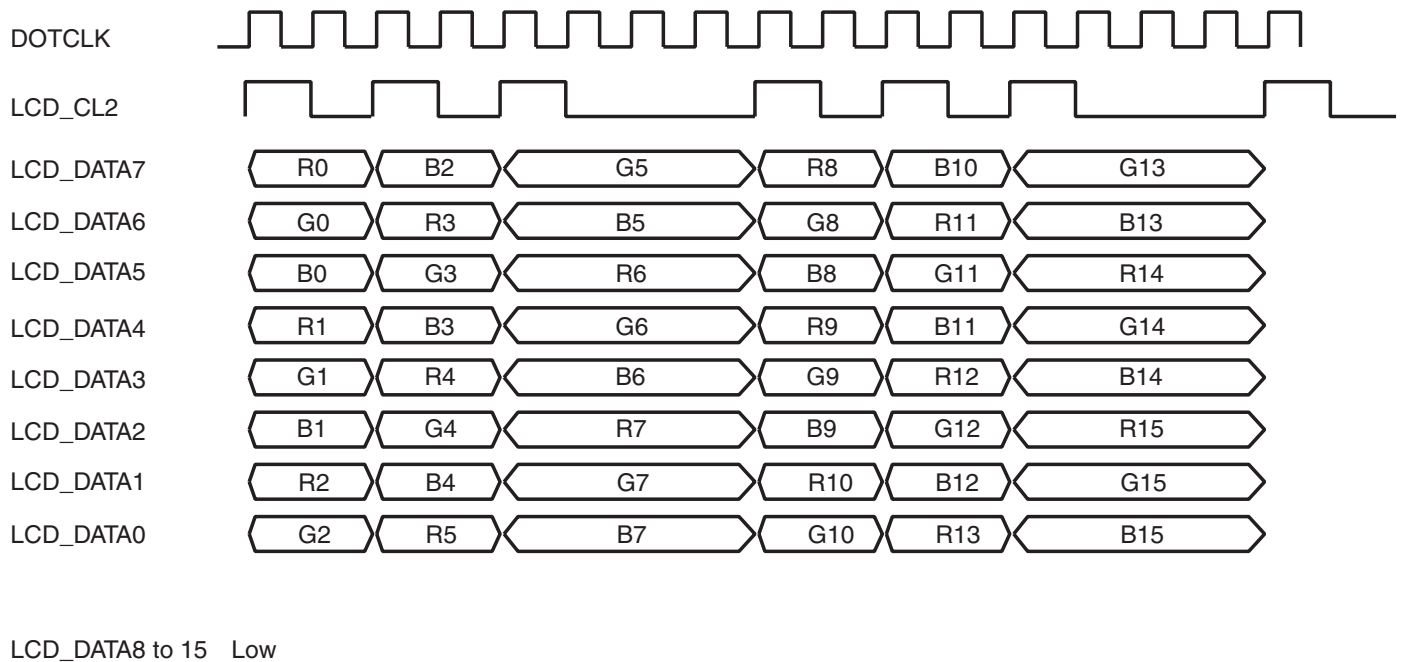 DOTCLK
LCD_CL2
LCD_DATA7 R0 B2 G5 R8 B10 G13
LCD_DATA6 G0 R3 B5 G8 R11 B13
LCD_DATA5 B0 G3 R6 B8 G11 R14
LCD_DATA4 R1 B3 G6 R9 B11 G14
LCD_DATA3 G1 R4 B6 G9 R12 B14
LCD_DATA2 B1 G4 R7 B9 G12 R15
LCD_DATA1 R2 B4 G7 R10 B12 G15
LCD_DATA0 G2 R5 B7 G10 R13 B15
LCD_DATA8 to 15 Low